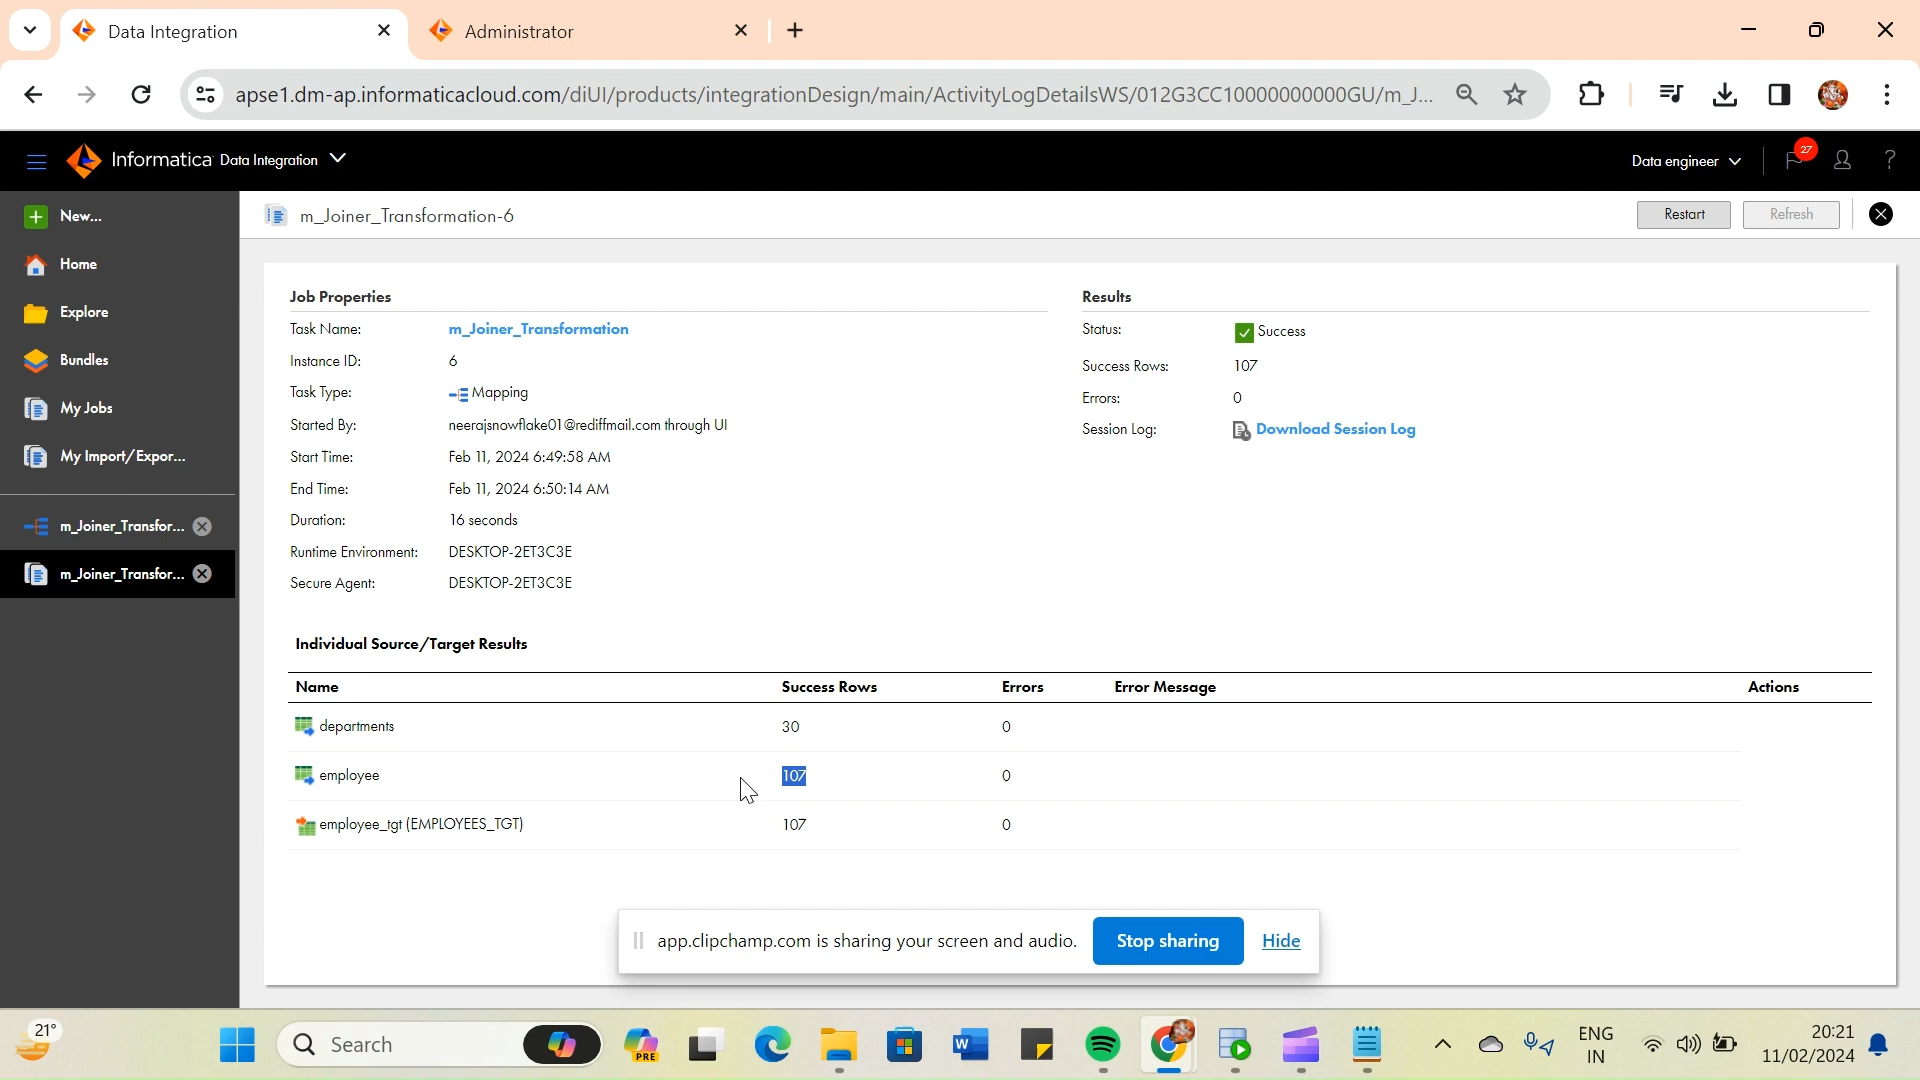 Data Integration
Administrator
apse1.dm-ap.informaticacloud.com/diUI/products/integrationDesign/main/ActivityLogDetailsWS/012G3CC10000000000GU/m_J...
Informatica Data Integration
Data engineer
27
?
New...
Home
Explore
Bundles
My Jobs
My Import/Expor...
m_Joiner_Transfor...
m_Joiner_Transfor...
m_Joiner_Transformation-6
Restart
Refresh
Job Properties
Task Name: m_Joiner_Transformation
Instance ID: 6
Task Type: Mapping
Started By: neerajsnowflake01@rediffmail.com through UI
Start Time: Feb 11, 2024 6:49:58 AM
End Time: Feb 11, 2024 6:50:14 AM
Duration: 16 seconds
Runtime Environment: DESKTOP-2ET3C3E
Secure Agent: DESKTOP-2ET3C3E
Results
Status: Success
Success Rows: 107
Errors: 0
Session Log: Download Session Log
Individual Source/Target Results
Name Success Rows Errors Error Message Actions
departments 30 0
employee 107 0
employee_tgt (EMPLOYEES_TGT) 107 0
app.clipchamp.com is sharing your screen and audio. Stop sharing Hide
21°
Search
PRE
W
ENG
IN
20:21
11/02/2024